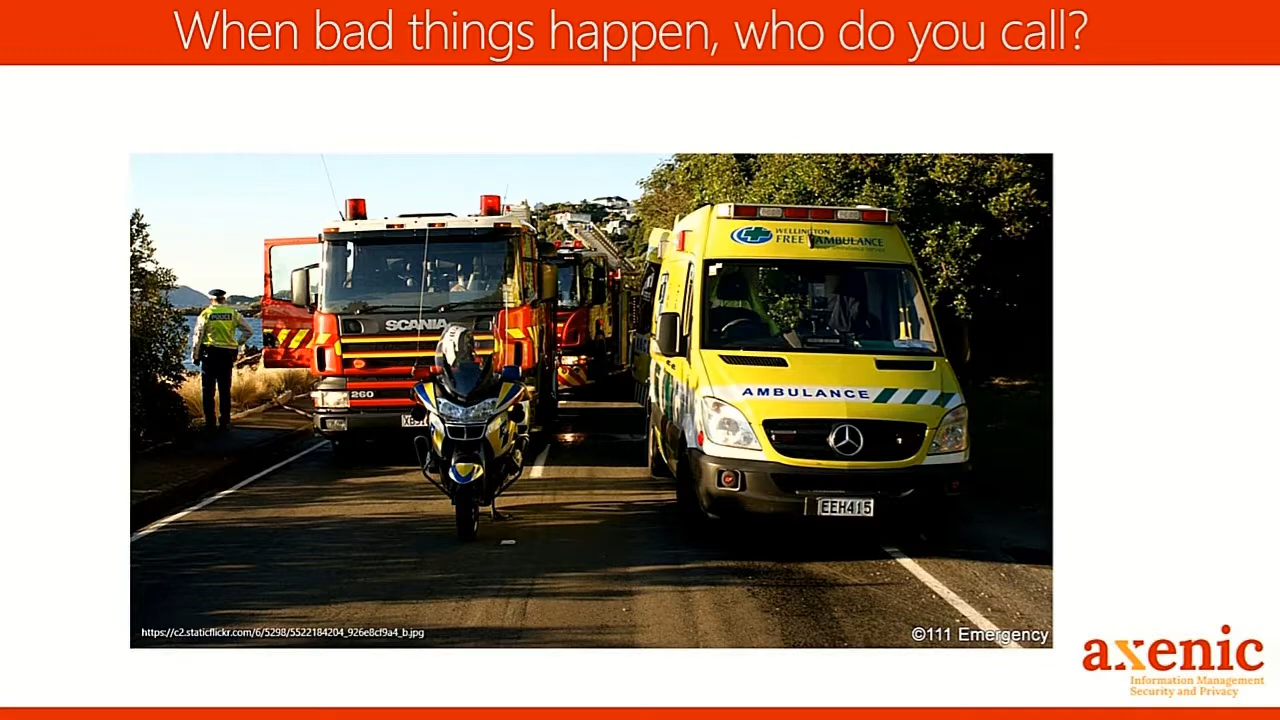 When bad things happen, who do you call?
WELLINGTON
FREE AMBULANCE
POLICE
SCANIA
260
AMBULANCE
EEH415
https://c2.staticflickr.com/6/5298/5522184204_926e8cf9a4_b.jpg
©111 Emergency
axenic
Information Management
Security and Privacy